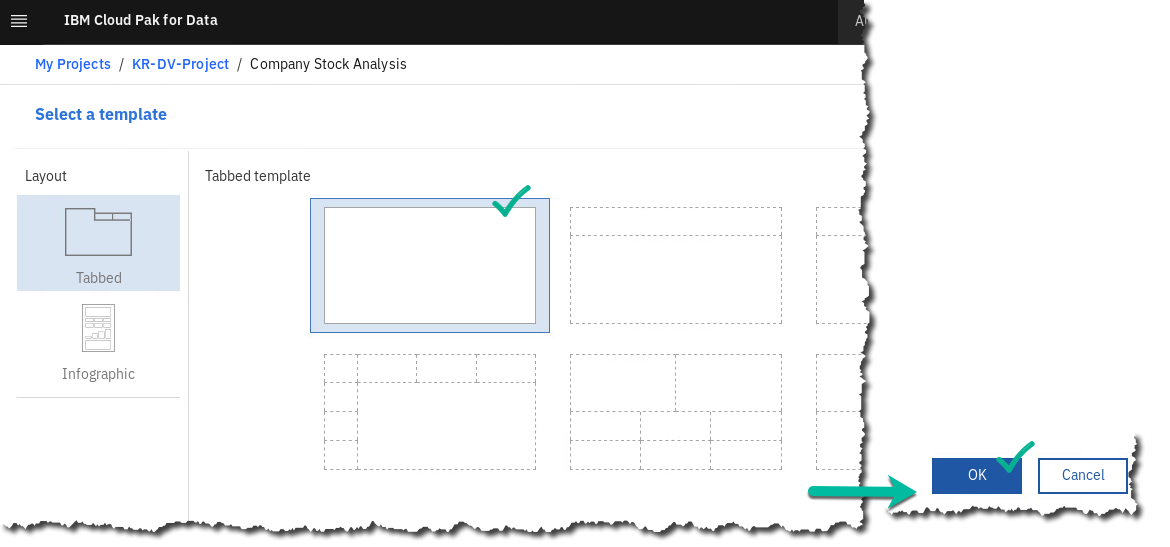 IBM Cloud Pak for Data
My Projects / KR-DV-Project / Company Stock Analysis
Select a template
Layout
Tabbed template
Tabbed
Infographic
OK
Cancel